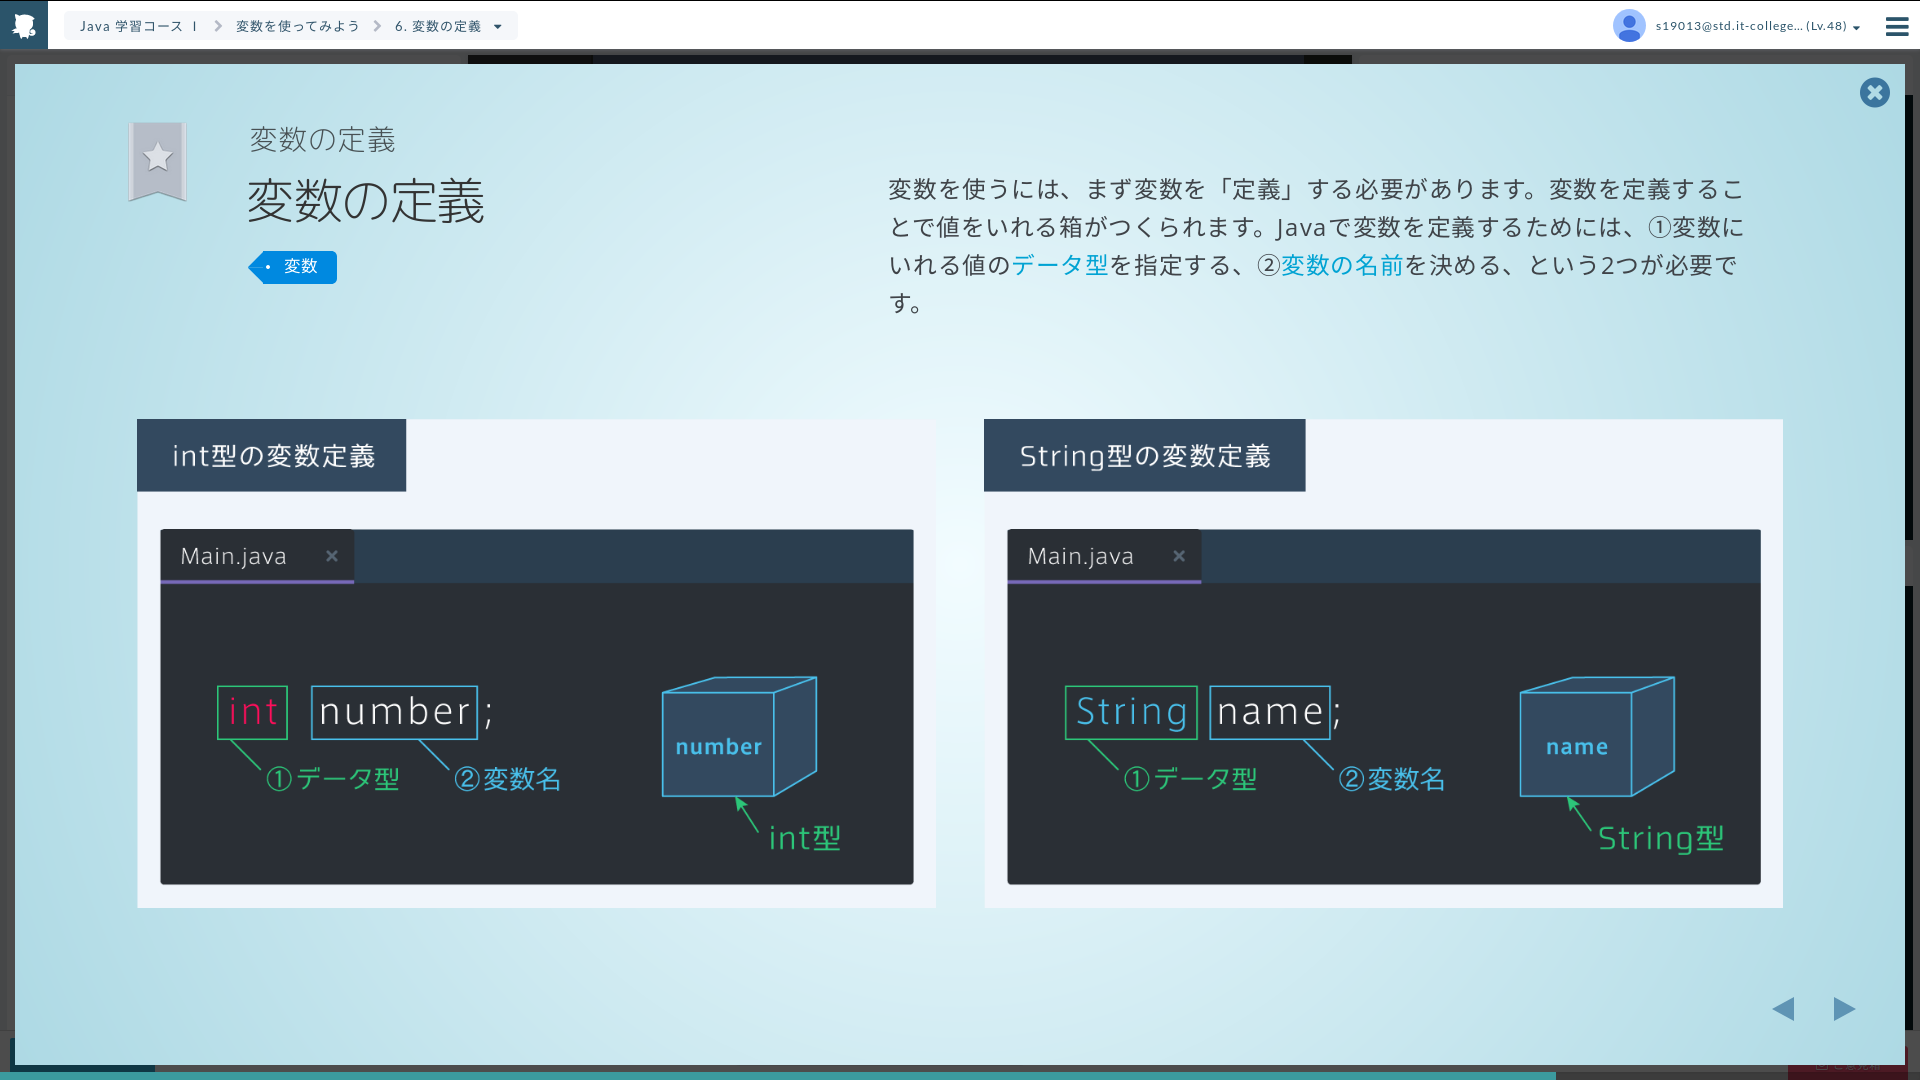 Java 学習コース Ⅰ
変数を使ってみよう
6. 変数の定義
s19013@std.it-college... (Lv.48)
変数の定義
変数の定義
変数
変数を使うには、まず変数を「定義」する必要があります。変数を定義するこ
とで値をいれる箱がつくられます。Javaで変数を定義するためには、①変数に
いれる値のデータ型を指定する、②変数の名前を決める、という2つが必要で
す。
int型の変数定義
Main.java
int number;
①データ型
②変数名
number
int型
String型の変数定義
Main.java
String name;
①データ型
②変数名
name
String型